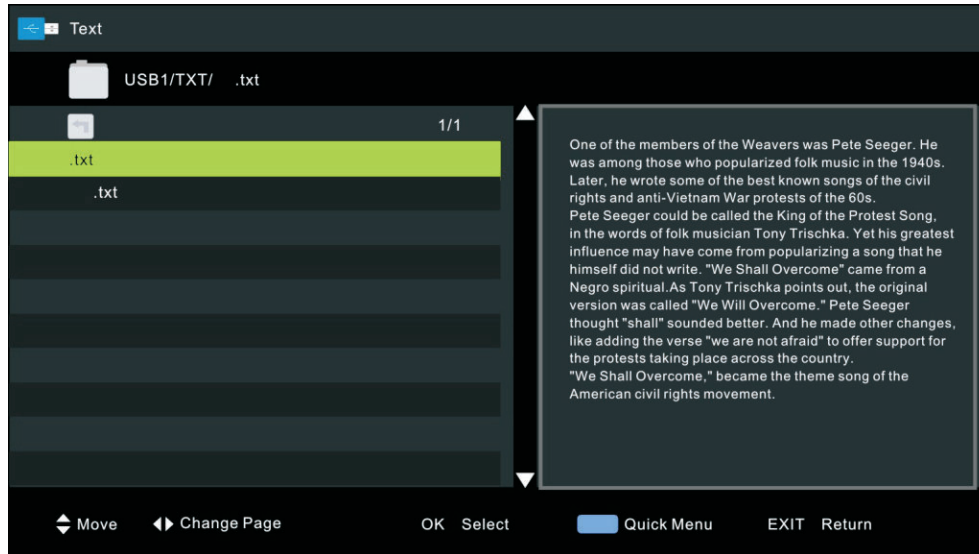 Text
USB1/TXT/ .txt
1/1
.txt
.txt
One of the members of the Weavers was Pete Seeger. He
was among those who popularized folk music in the 1940s.
Later, he wrote some of the best known songs of the civil
rights and anti-Vietnam War protests of the 60s.
Pete Seeger could be called the King of the Protest Song,
in the words of folk musician Tony Trischka. Yet his greatest
influence may have come from popularizing a song that he
himself did not write. "We Shall Overcome" came from a
Negro spiritual.As Tony Trischka points out, the original
version was called "We Will Overcome." Pete Seeger
thought "shall" sounded better. And he made other changes,
like adding the verse "we are not afraid" to offer support for
the protests taking place across the country.
"We Shall Overcome," became the theme song of the
American civil rights movement.
Move Change Page OK Select Quick Menu EXIT Return